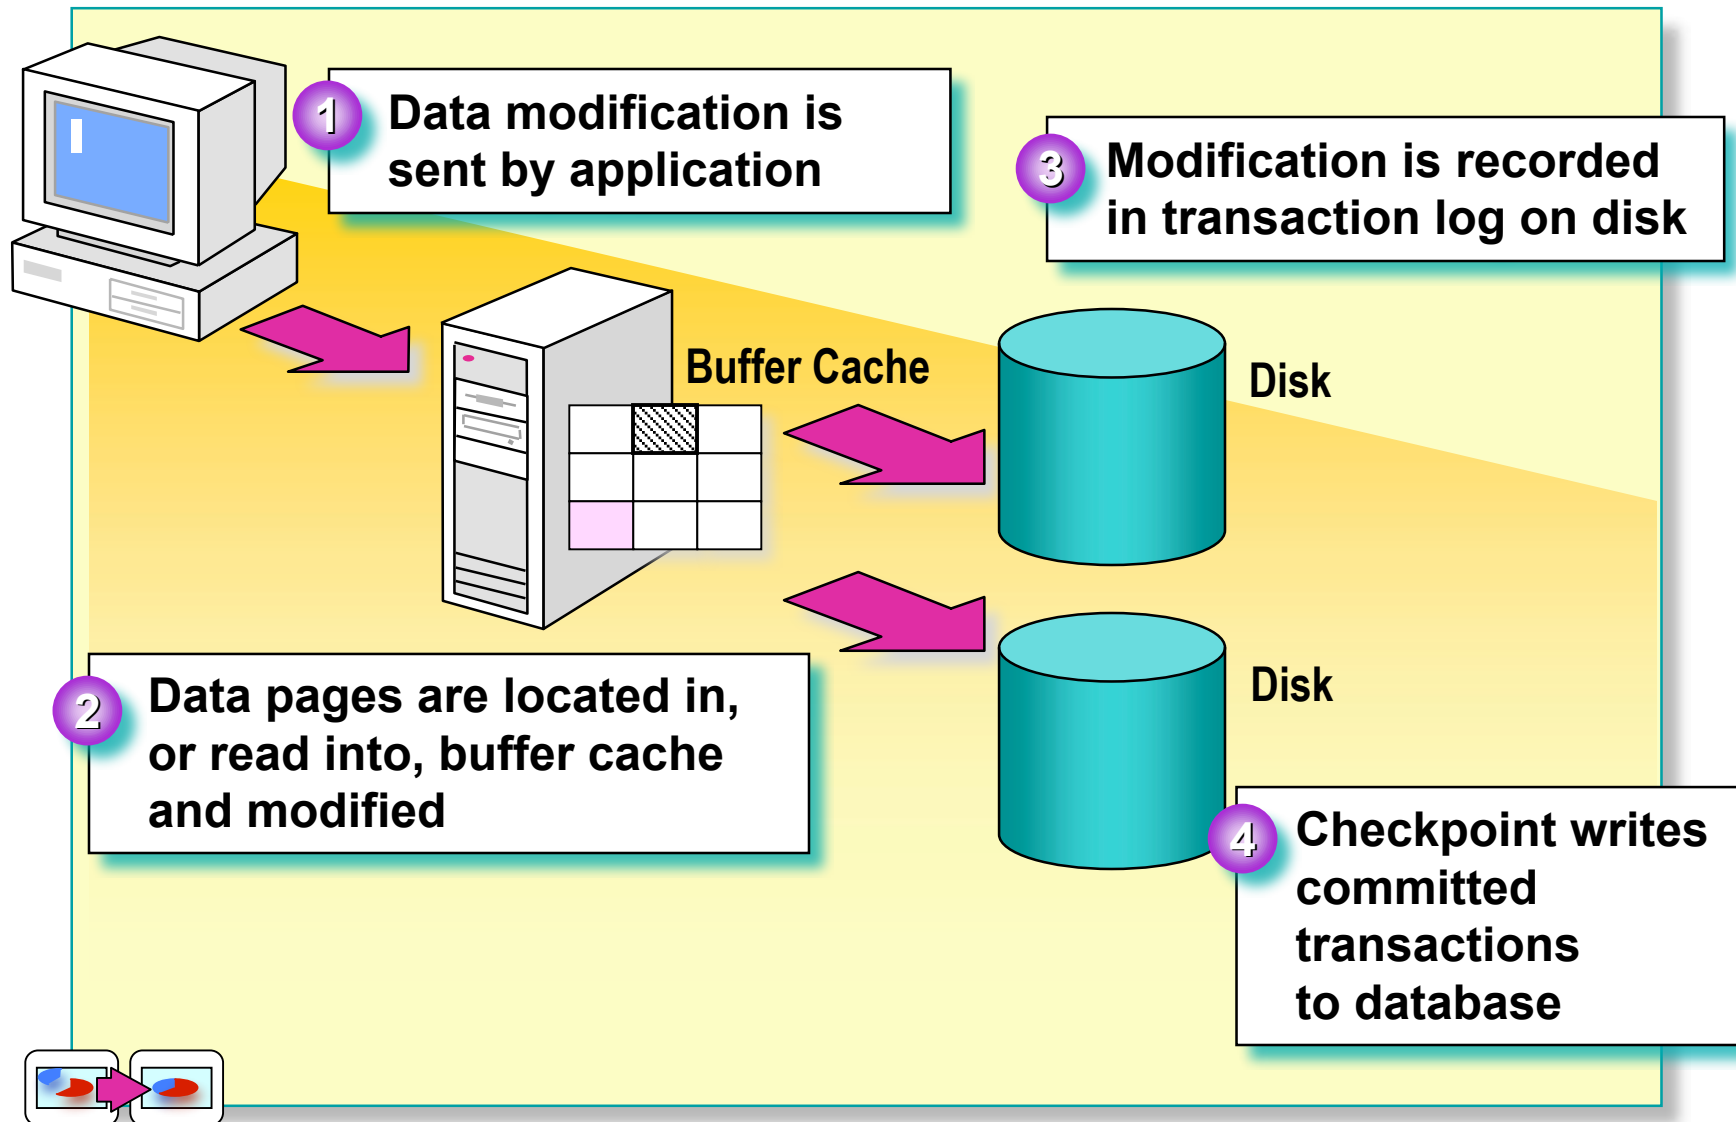 1
Data modification is
sent by application
3
Modification is recorded
in transaction log on disk
Buffer Cache
Disk
2
Data pages are located in,
or read into, buffer cache
and modified
Disk
4
Checkpoint writes
committed
transactions
to database